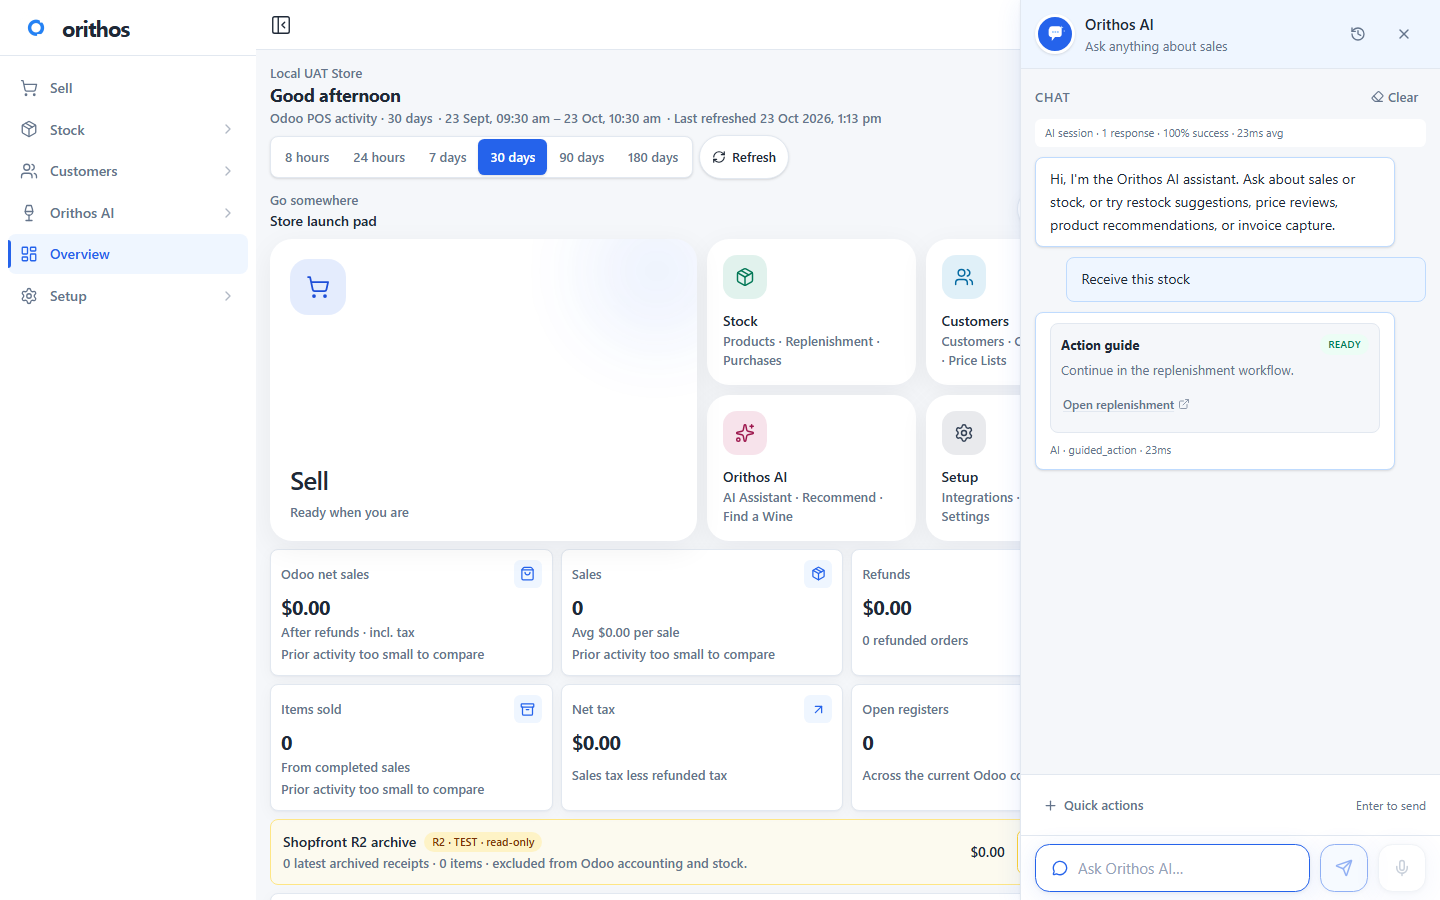 orithos
Sell
Stock
Customers
Orithos AI
Overview
Setup
Local UAT Store
Good afternoon
Odoo POS activity · 30 days · 23 Sept, 09:30 am – 23 Oct, 10:30 am · Last refreshed 23 Oct 2026, 1:13 pm
8 hours
24 hours
7 days
30 days
90 days
180 days
Refresh
Go somewhere
Store launch pad
Sell
Ready when you are
Stock
Products · Replenishment ·
Purchases
Customers
Customers ·
· Price Lists
Orithos AI
AI Assistant · Recommend ·
Find a Wine
Setup
Integrations ·
Settings
Odoo net sales
$0.00
After refunds · incl. tax
Prior activity too small to compare
Sales
0
Avg $0.00 per sale
Prior activity too small to compare
Refunds
$0.00
0 refunded orders
Items sold
0
From completed sales
Prior activity too small to compare
Net tax
$0.00
Sales tax less refunded tax
Open registers
0
Across the current Odoo
Shopfront R2 archive
R2 · TEST · read-only
0 latest archived receipts · 0 items · excluded from Odoo accounting and stock.
$0.00
Orithos AI
Ask anything about sales
CHAT
Clear
AI session · 1 response · 100% success · 23ms avg
Hi, I'm the Orithos AI assistant. Ask about sales or
stock, or try restock suggestions, price reviews,
product recommendations, or invoice capture.
Receive this stock
Action guide
READY
Continue in the replenishment workflow.
Open replenishment
AI · guided_action · 23ms
Quick actions
Enter to send
Ask Orithos AI...